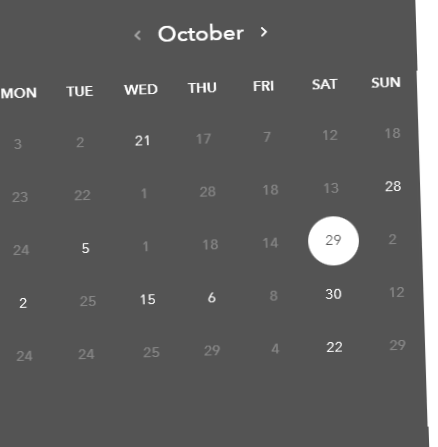 ‹ October ›
MON TUE WED THU FRI SAT SUN
3 2 21 17 7 12 18
23 22 1 28 18 13 28
24 5 1 18 14 29 2
2 25 15 6 8 30 12
24 24 25 29 4 22 29